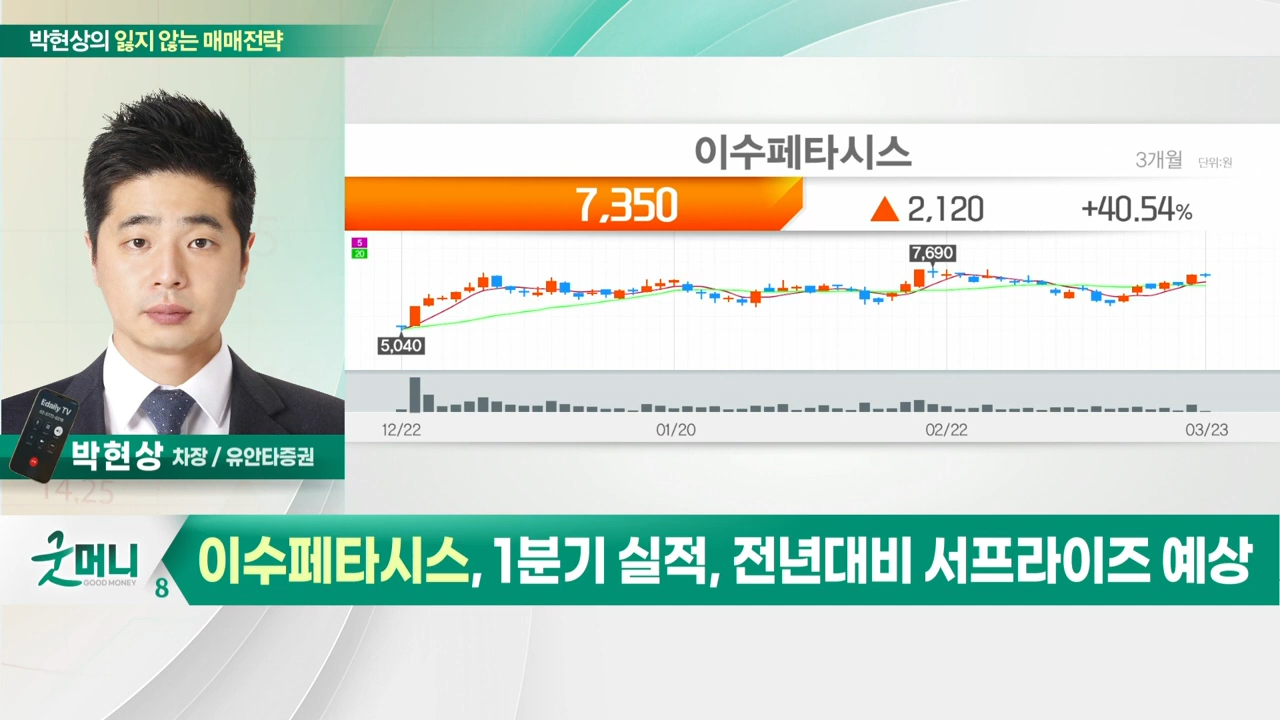 박현상의 잃지 않는 매매전략
이수페타시스
3개월 단위:원
7,350 ▲ 2,120 +40.54%
5
20
7,690
5,040
12/22 01/20 02/22 03/23
Edaily TV
박현상 차장 / 유안타증권
14.25
굿머니
GOOD MONEY
8
이수페타시스, 1분기 실적, 전년대비 서프라이즈 예상